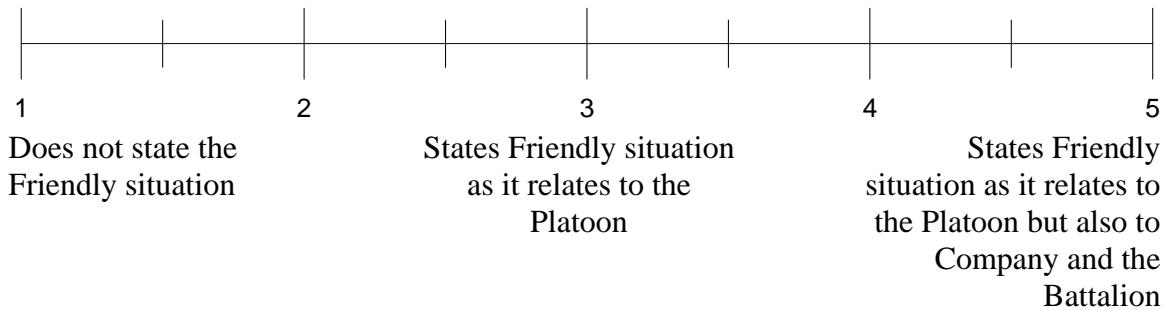 1 2 3 4 5
Does not state the
Friendly situation
States Friendly situation
as it relates to the
Platoon
States Friendly
situation as it relates to
the Platoon but also to
Company and the
Battalion